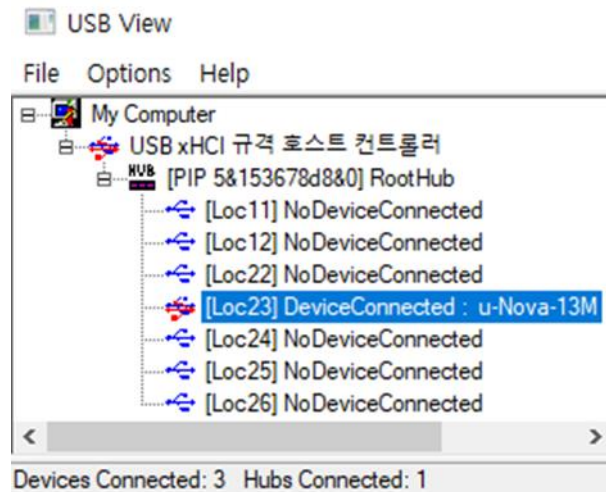 USB View
File Options Help
My Computer
USB xHCI 규격 호스트 컨트롤러
HUB [PIP 5&153678d8&0] RootHub
[Loc11] NoDeviceConnected
[Loc12] NoDeviceConnected
[Loc22] NoDeviceConnected
[Loc23] DeviceConnected : u-Nova-13M
[Loc24] NoDeviceConnected
[Loc25] NoDeviceConnected
[Loc26] NoDeviceConnected
Devices Connected: 3 Hubs Connected: 1